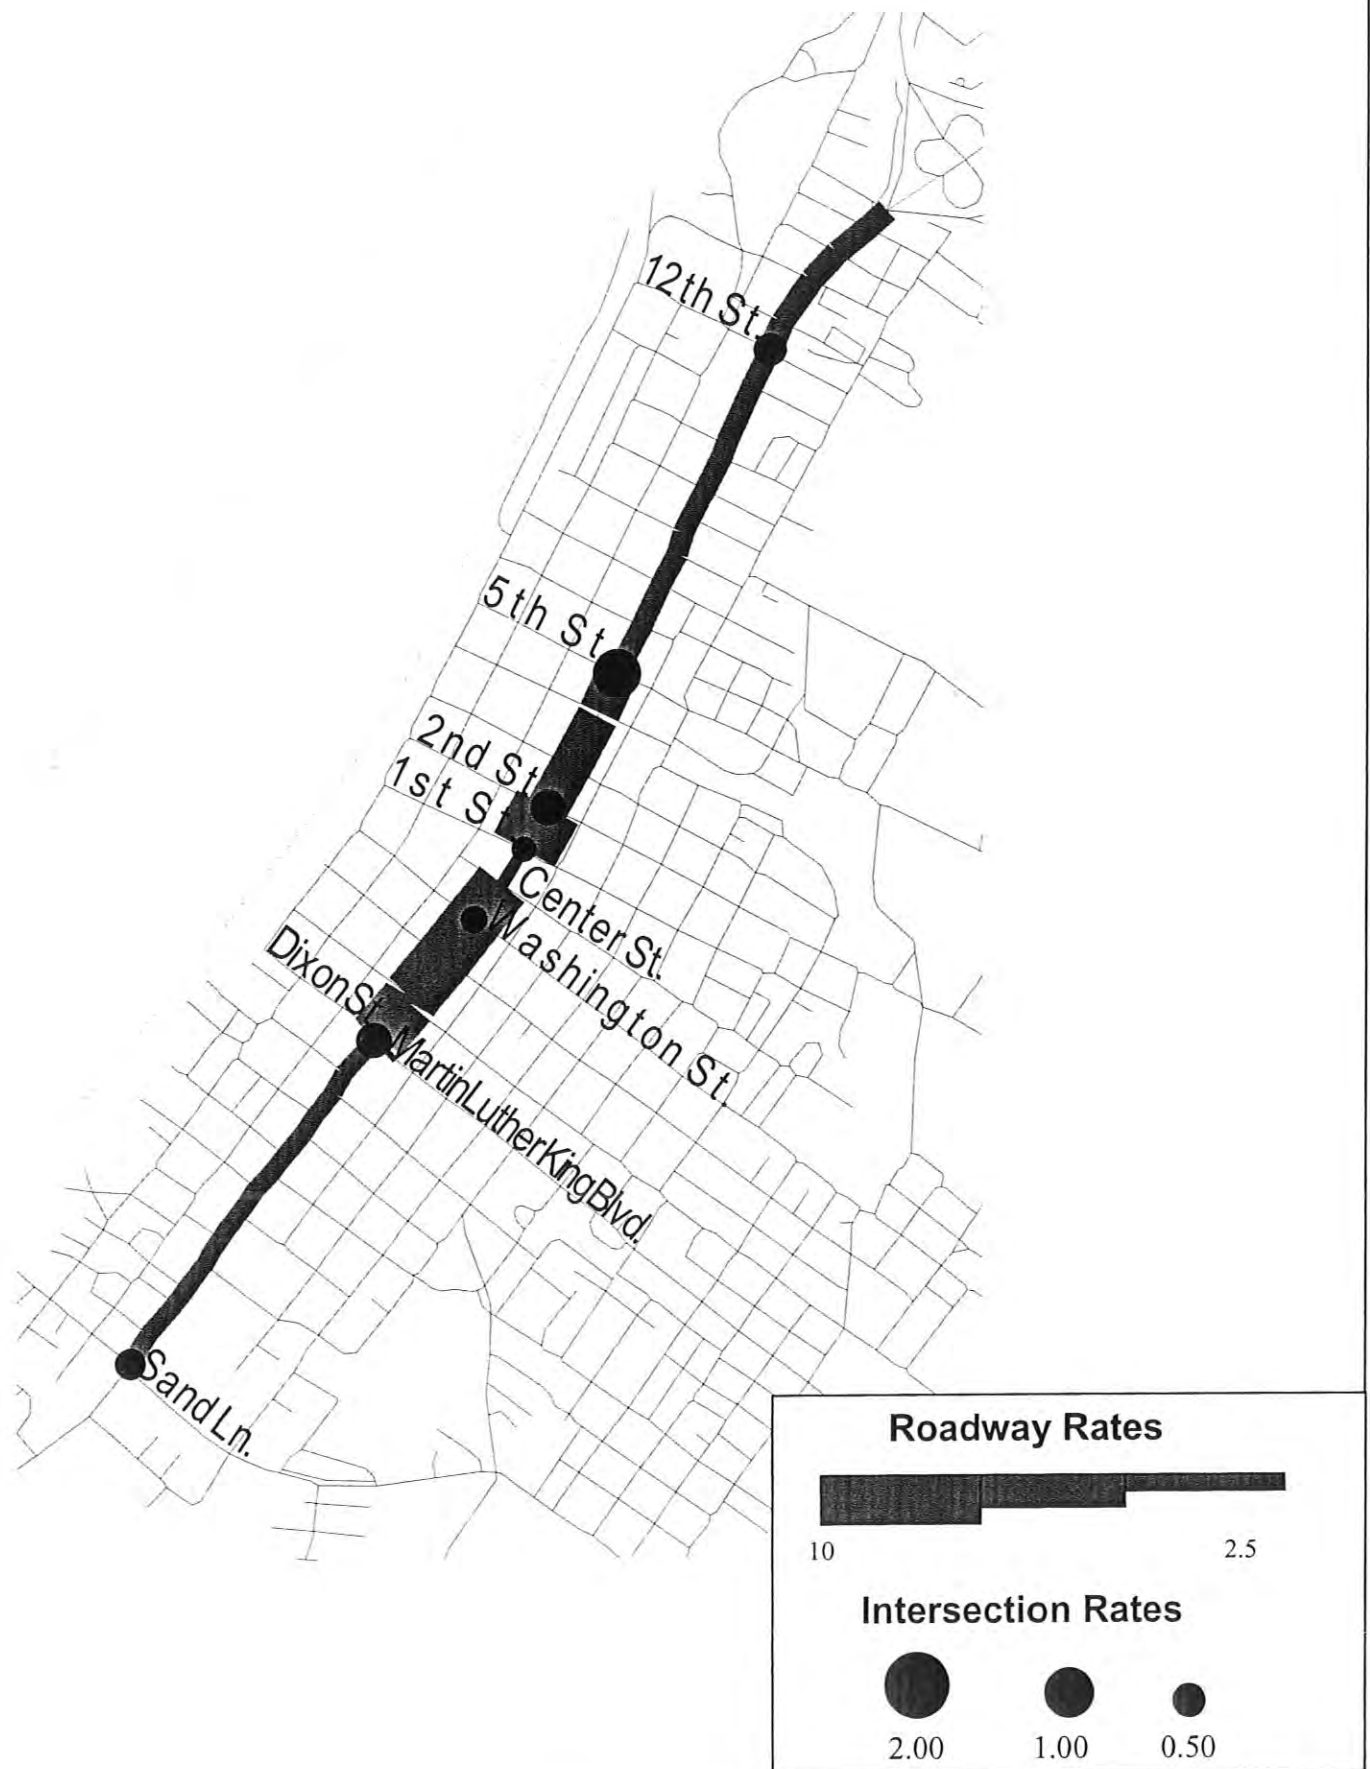 12th St.
5th St.
2nd St.
1st St.
Center St.
Washington St.
Dixon St.
Martin Luther King Blvd.
Sand Ln.
Roadway Rates
10 2.5
Intersection Rates
2.00 1.00 0.50